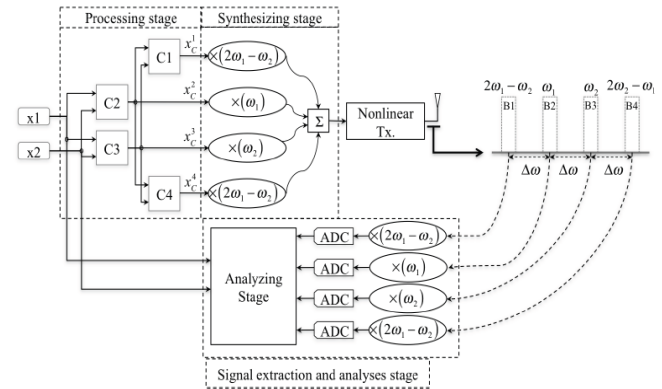 Processing stage
Synthesizing stage
C1
x_C^1
×(2ω₁−ω₂)
x1
C2
x_C^2
×(ω₁)
Σ
Nonlinear
Tx.
x2
C3
x_C^3
×(ω₂)
C4
x_C^4
×(2ω₁−ω₂)
2ω₁−ω₂
ω₁
ω₂
2ω₂−ω₁
B1
B2
B3
B4
Δω
Δω
Δω
Analyzing
Stage
ADC
×(2ω₁−ω₂)
ADC
×(ω₁)
ADC
×(ω₂)
ADC
×(2ω₁−ω₂)
Signal extraction and analyses stage